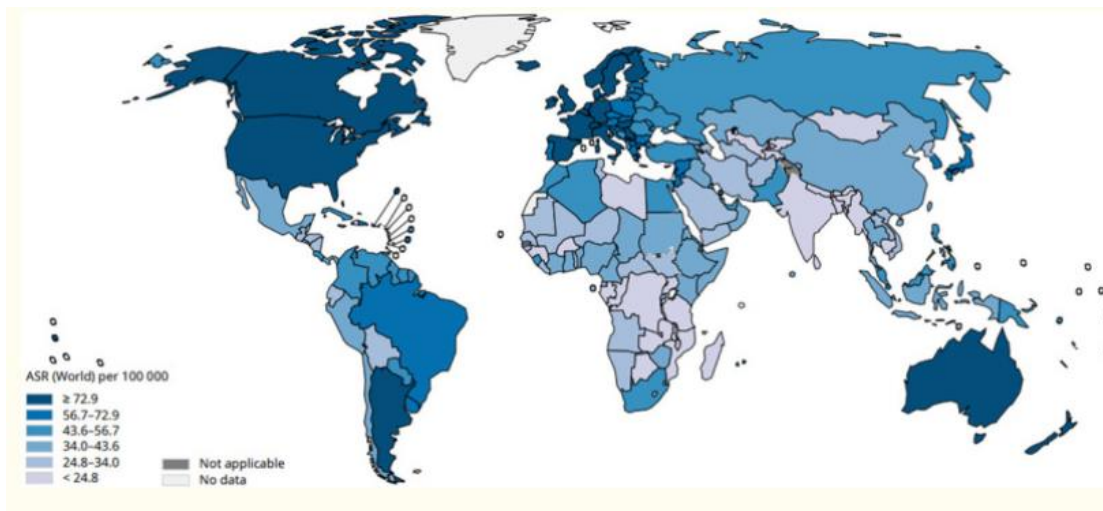 ASR (World) per 100 000
≥ 72.9
56.7–72.9
43.6–56.7
34.0–43.6
24.8–34.0
< 24.8
Not applicable
No data